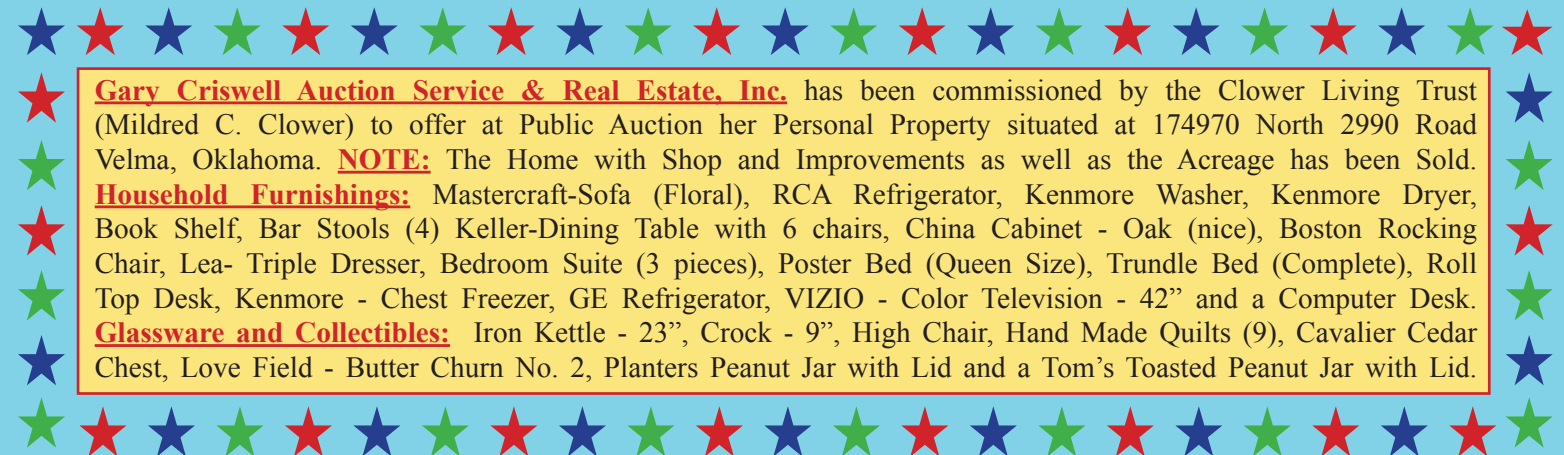 Gary Criswell Auction Service & Real Estate, Inc. has been commissioned by the Clower Living Trust
(Mildred C. Clower) to offer at Public Auction her Personal Property situated at 174970 North 2990 Road
Velma, Oklahoma. NOTE: The Home with Shop and Improvements as well as the Acreage has been Sold.
Household Furnishings: Mastercraft-Sofa (Floral), RCA Refrigerator, Kenmore Washer, Kenmore Dryer,
Book Shelf, Bar Stools (4) Keller-Dining Table with 6 chairs, China Cabinet - Oak (nice), Boston Rocking
Chair, Lea- Triple Dresser, Bedroom Suite (3 pieces), Poster Bed (Queen Size), Trundle Bed (Complete), Roll
Top Desk, Kenmore - Chest Freezer, GE Refrigerator, VIZIO - Color Television - 42” and a Computer Desk.
Glassware and Collectibles: Iron Kettle - 23”, Crock - 9”, High Chair, Hand Made Quilts (9), Cavalier Cedar
Chest, Love Field - Butter Churn No. 2, Planters Peanut Jar with Lid and a Tom’s Toasted Peanut Jar with Lid.